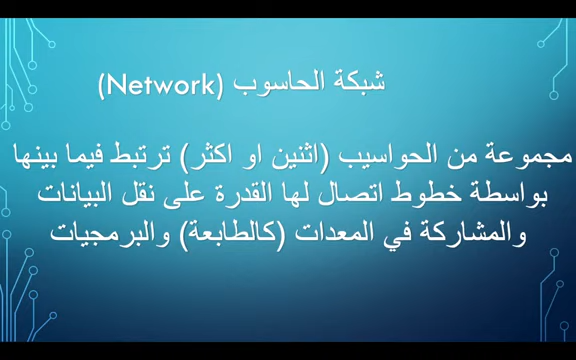 شبكة الحاسوب (Network)
مجموعة من الحواسيب (اثنين او اكثر) ترتبط فيما بينها
بواسطة خطوط اتصال لها القدرة على نقل البيانات
والمشاركة في المعدات (كالطابعة) والبرمجيات